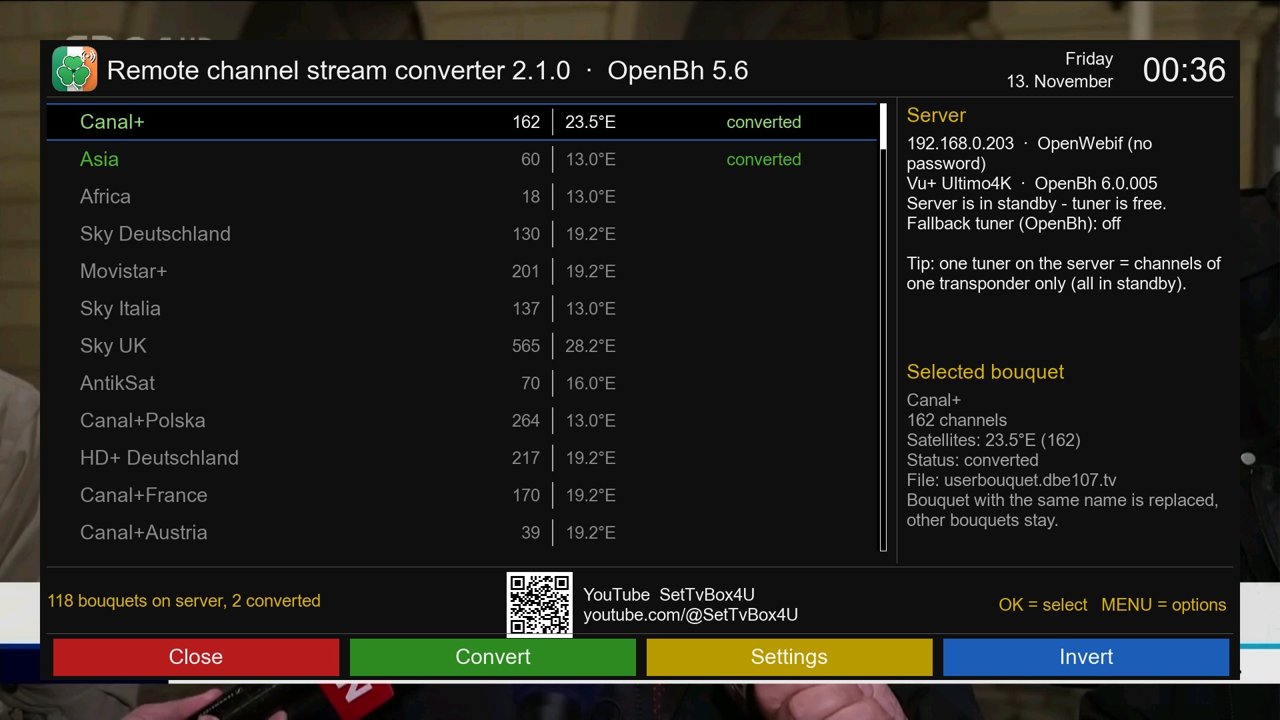 Remote channel stream converter 2.1.0 · OpenBh 5.6
Friday
13. November
00:36
Canal+ 162 23.5°E converted
Asia 60 13.0°E converted
Africa 18 13.0°E
Sky Deutschland 130 19.2°E
Movistar+ 201 19.2°E
Sky Italia 137 13.0°E
Sky UK 565 28.2°E
AntikSat 70 16.0°E
Canal+Polska 264 13.0°E
HD+ Deutschland 217 19.2°E
Canal+France 170 19.2°E
Canal+Austria 39 19.2°E
Server
192.168.0.203 · OpenWebif (no
password)
Vu+ Ultimo4K · OpenBh 6.0.005
Server is in standby - tuner is free.
Fallback tuner (OpenBh): off
Tip: one tuner on the server = channels of
one transponder only (all in standby).
Selected bouquet
Canal+
162 channels
Satellites: 23.5°E (162)
Status: converted
File: userbouquet.dbe107.tv
Bouquet with the same name is replaced,
other bouquets stay.
118 bouquets on server, 2 converted
YouTube SetTvBox4U
youtube.com/@SetTvBox4U
OK = select MENU = options
Close
Convert
Settings
Invert